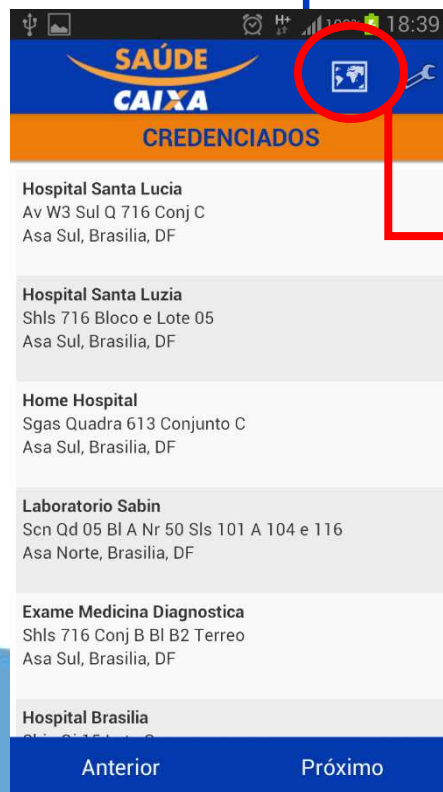 H+ 18:39
SAÚDE
CAIXA
CREDENCIADOS
Hospital Santa Lucia
Av W3 Sul Q 716 Conj C
Asa Sul, Brasilia, DF
Hospital Santa Luzia
Shls 716 Bloco e Lote 05
Asa Sul, Brasilia, DF
Home Hospital
Sgas Quadra 613 Conjunto C
Asa Sul, Brasilia, DF
Laboratorio Sabin
Scn Qd 05 Bl A Nr 50 Sls 101 A 104 e 116
Asa Norte, Brasilia, DF
Exame Medicina Diagnostica
Shls 716 Conj B Bl B2 Terreo
Asa Sul, Brasilia, DF
Hospital Brasilia
Anterior Próximo